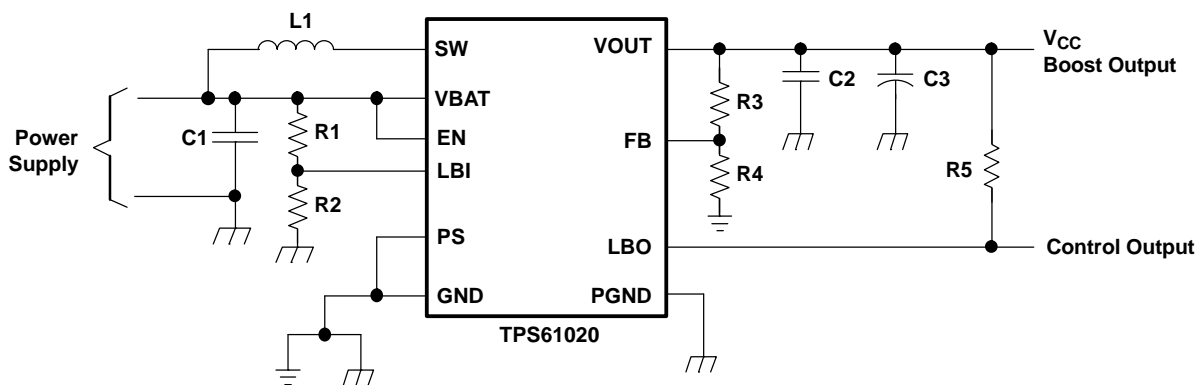 L1
SW
VOUT
VCC
Boost Output
C2
C3
VBAT
R3
Power
Supply
C1
R1
EN
FB
LBI
R4
R5
R2
PS
LBO
Control Output
GND
PGND
TPS61020